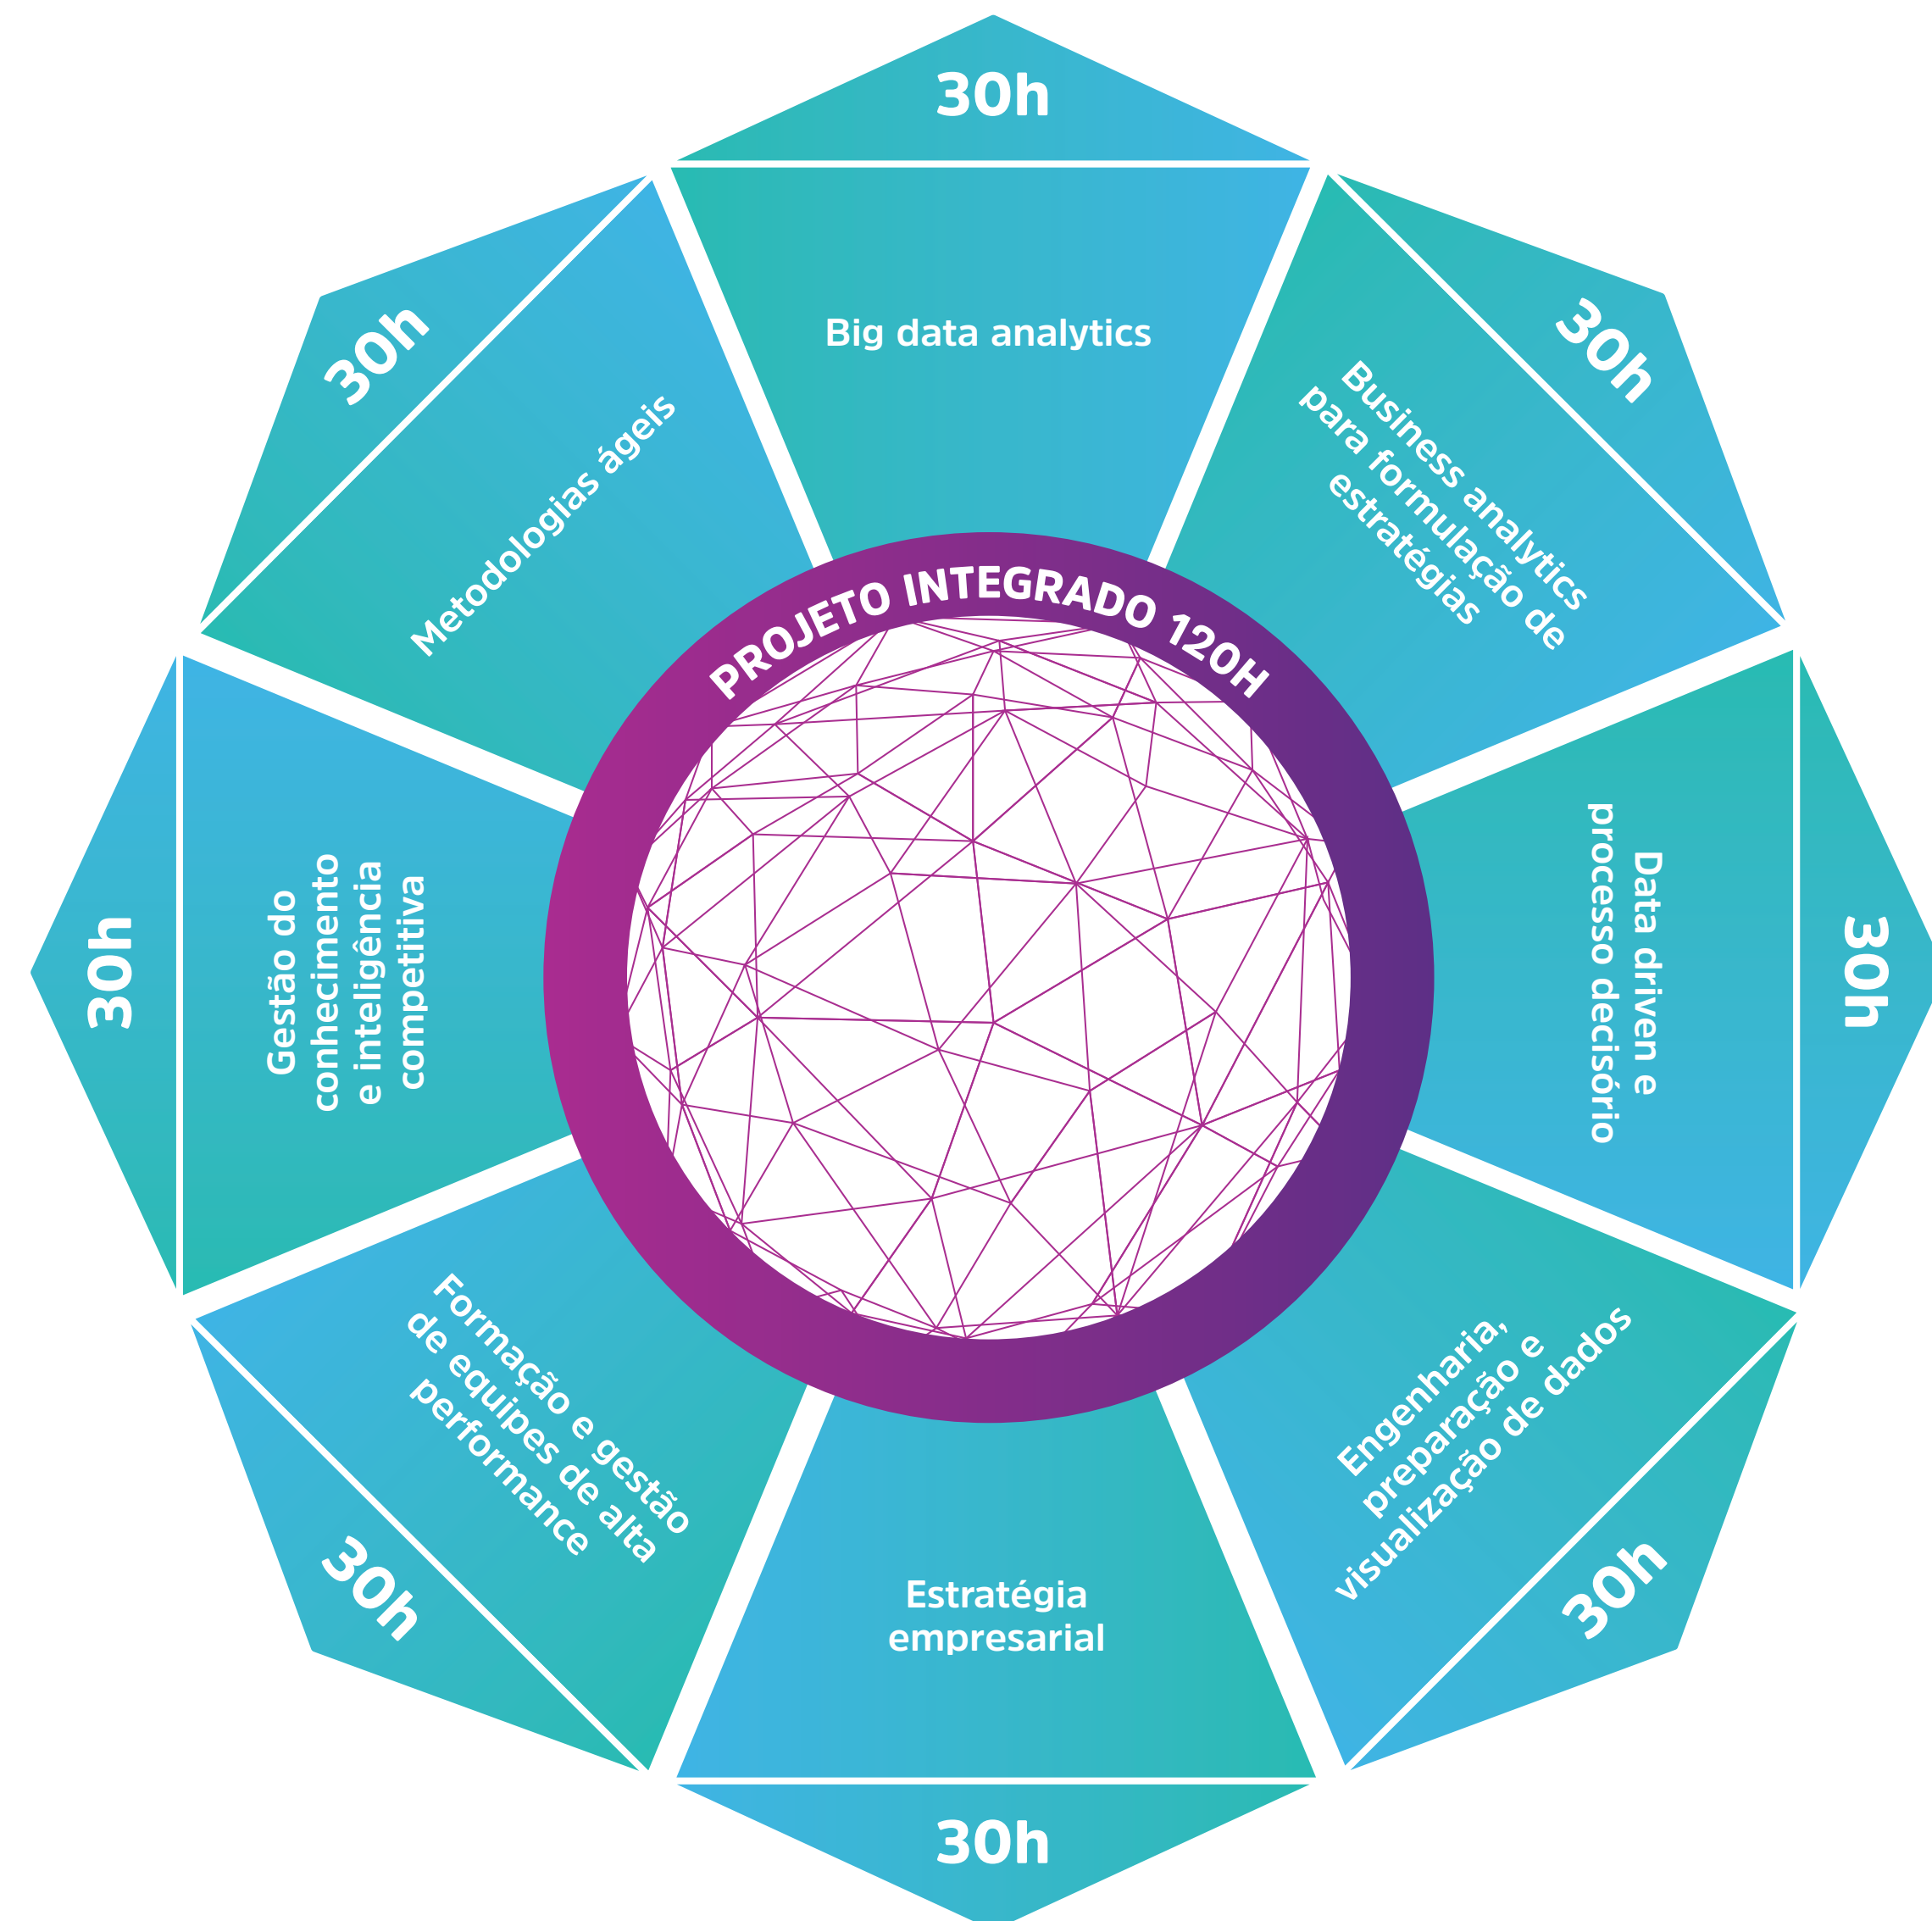 30h
Big data analytics
30h
Business analytics
para formulação de
estratégias
30h
Data driven e
processo decisório
30h
Engenharia,
preparação e
visualização de dados
30h
Estratégia
empresarial
30h
Formação e gestão
de equipes de alta
performance
30h
Gestão do
conhecimento
e inteligência
competitiva
30h
Metodologias ágeis
PROJETO INTEGRADO 120H